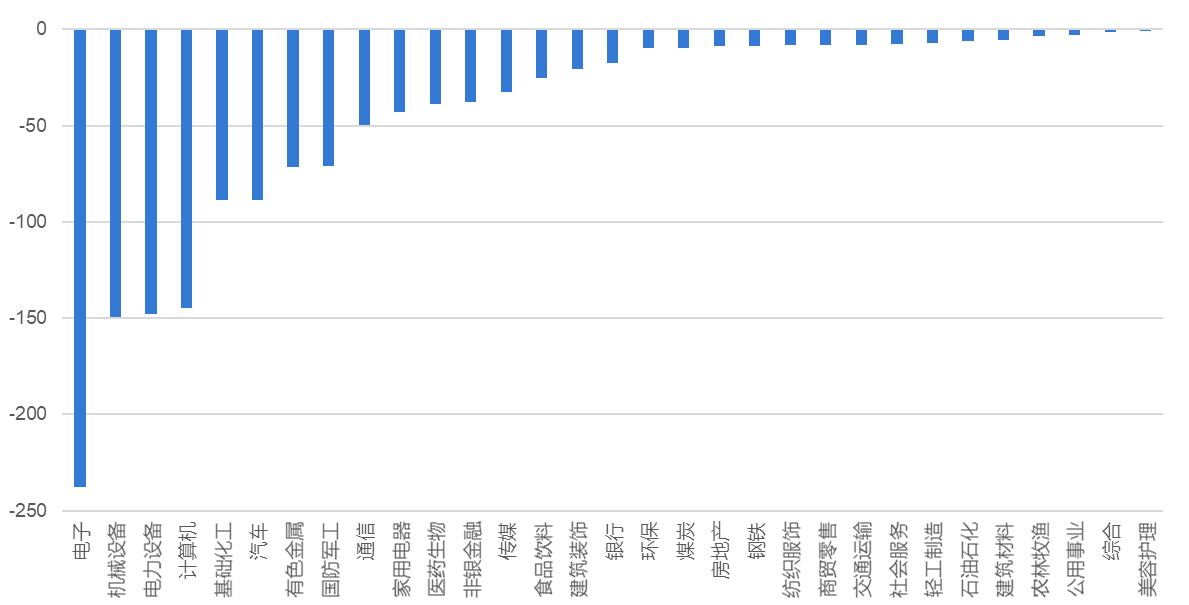 0
-50
-100
-150
-200
-250
电子
机械设备
电力设备
计算机
基础化工
汽车
有色金属
国防军工
通信
家用电器
医药生物
非银金融
传媒
食品饮料
建筑装饰
银行
环保
煤炭
房地产
钢铁
纺织服饰
商贸零售
交通运输
社会服务
轻工制造
石油石化
建筑材料
农林牧渔
公用事业
综合
美容护理